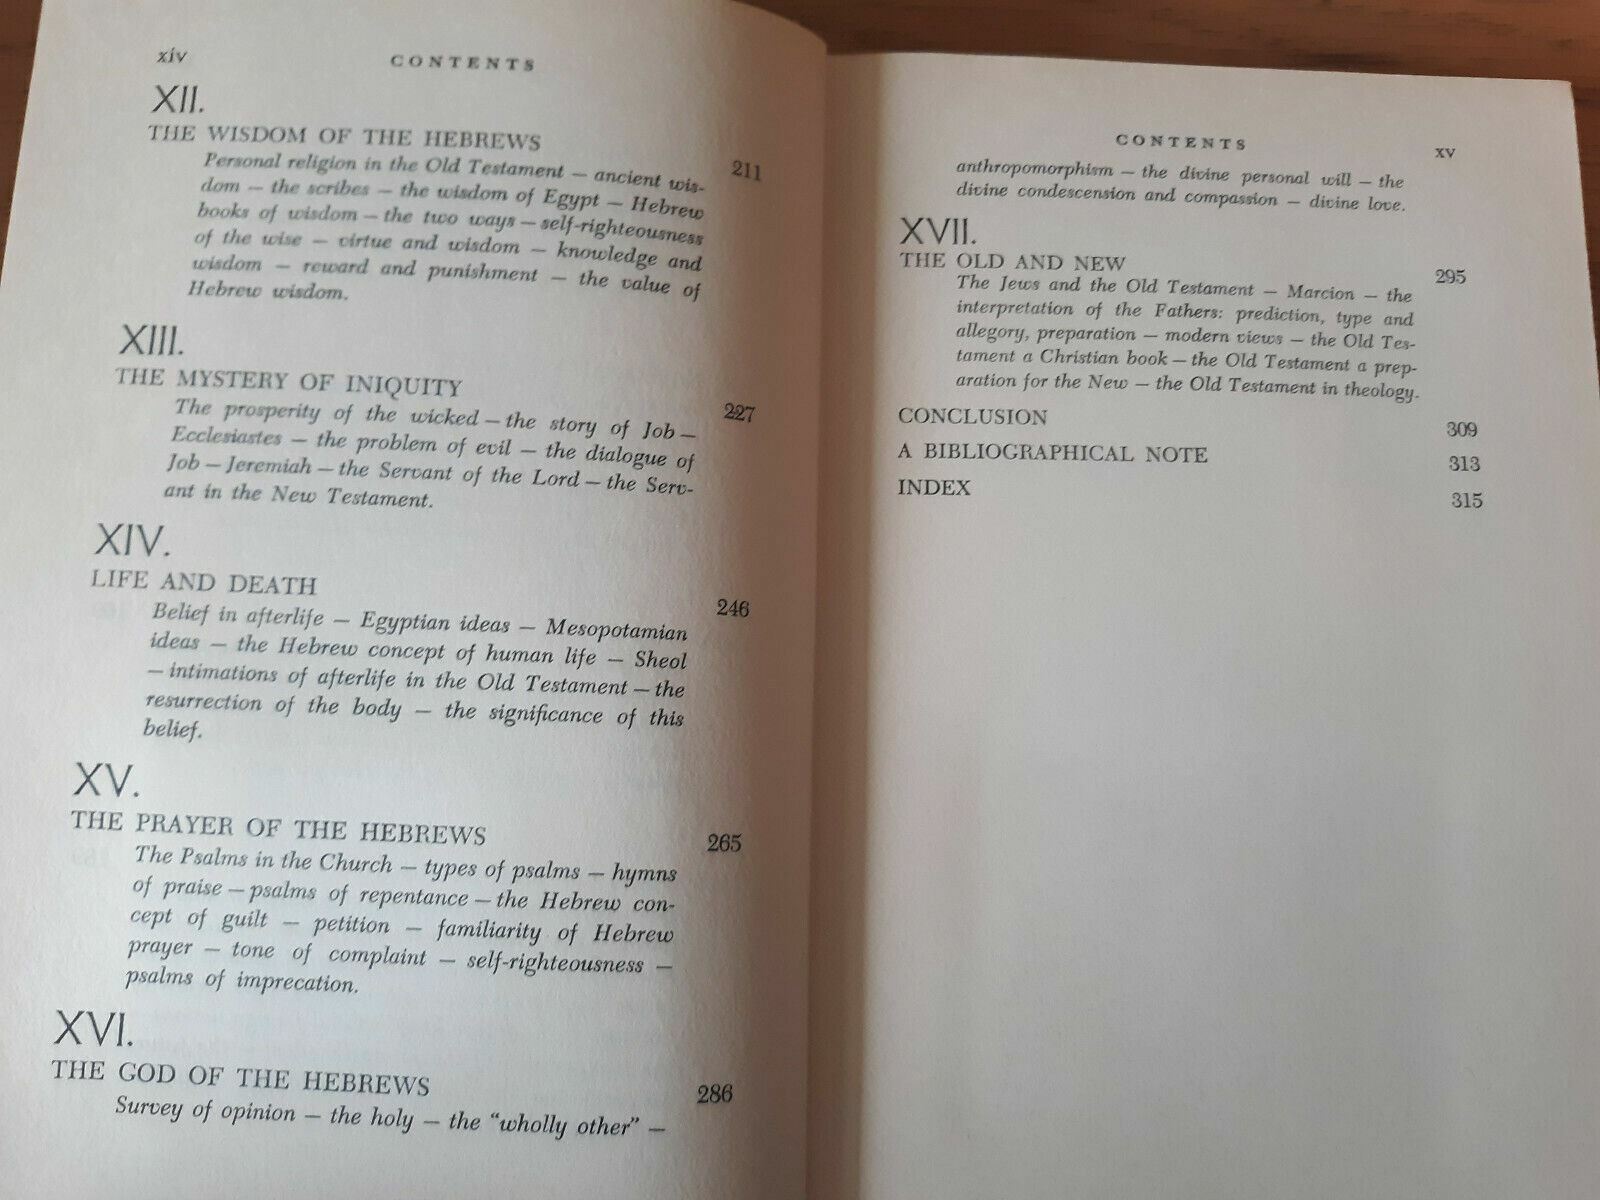 xiv CONTENTS
XII.
THE WISDOM OF THE HEBREWS 211
Personal religion in the Old Testament — ancient wis-
dom — the scribes — the wisdom of Egypt — Hebrew
books of wisdom — the two ways — self-righteousness
of the wise — virtue and wisdom — knowledge and
wisdom — reward and punishment — the value of
Hebrew wisdom.
XIII.
THE MYSTERY OF INIQUITY 227
The prosperity of the wicked — the story of Job —
Ecclesiastes — the problem of evil — the dialogue of
Job — Jeremiah — the Servant of the Lord — the Serv-
ant in the New Testament.
XIV.
LIFE AND DEATH 246
Belief in afterlife — Egyptian ideas — Mesopotamian
ideas — the Hebrew concept of human life — Sheol
— intimations of afterlife in the Old Testament — the
resurrection of the body — the significance of this
belief.
XV.
THE PRAYER OF THE HEBREWS 265
The Psalms in the Church — types of psalms — hymns
of praise — psalms of repentance — the Hebrew con-
cept of guilt — petition — familiarity of Hebrew
prayer — tone of complaint — self-righteousness —
psalms of imprecation.
XVI.
THE GOD OF THE HEBREWS 286
Survey of opinion — the holy — the "wholly other" —
CONTENTS xv
anthropomorphism — the divine personal will — the
divine condescension and compassion — divine love.
XVII.
THE OLD AND NEW 295
The Jews and the Old Testament — Marcion — the
interpretation of the Fathers: prediction, type and
allegory, preparation — modern views — the Old Tes-
tament a Christian book — the Old Testament a prep-
aration for the New — the Old Testament in theology.
CONCLUSION 309
A BIBLIOGRAPHICAL NOTE 313
INDEX 315